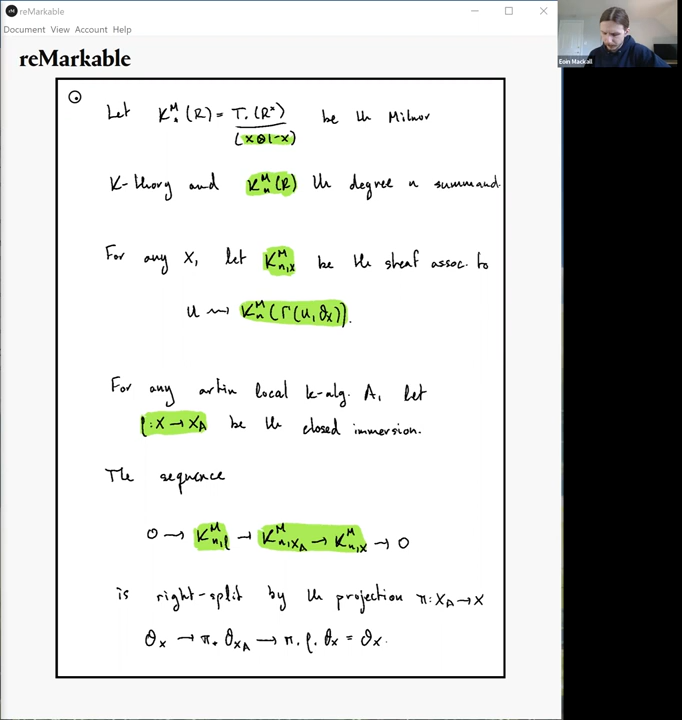 reMarkable
Document View Account Help
reMarkable
Eoin Mackall
Let K^M_*(R) = T.(R^x) / (x⊗1-x) be the Milnor
K-theory and K^M_n(R) the degree n summand.
For any X, let K^M_{n,X} be the sheaf assoc. to
U ⇝ K^M_n(Γ(U,O_X)).
For any artin local k-alg. A, let
ρ: X → X_A be the closed immersion.
The sequence
0 → K^M_{n,ρ} → K^M_{n,X_A} → K^M_{n,X} → 0
is right-split by the projection π: X_A → X
O_X → π_* O_{X_A} → π_* ρ_* O_X = O_X.